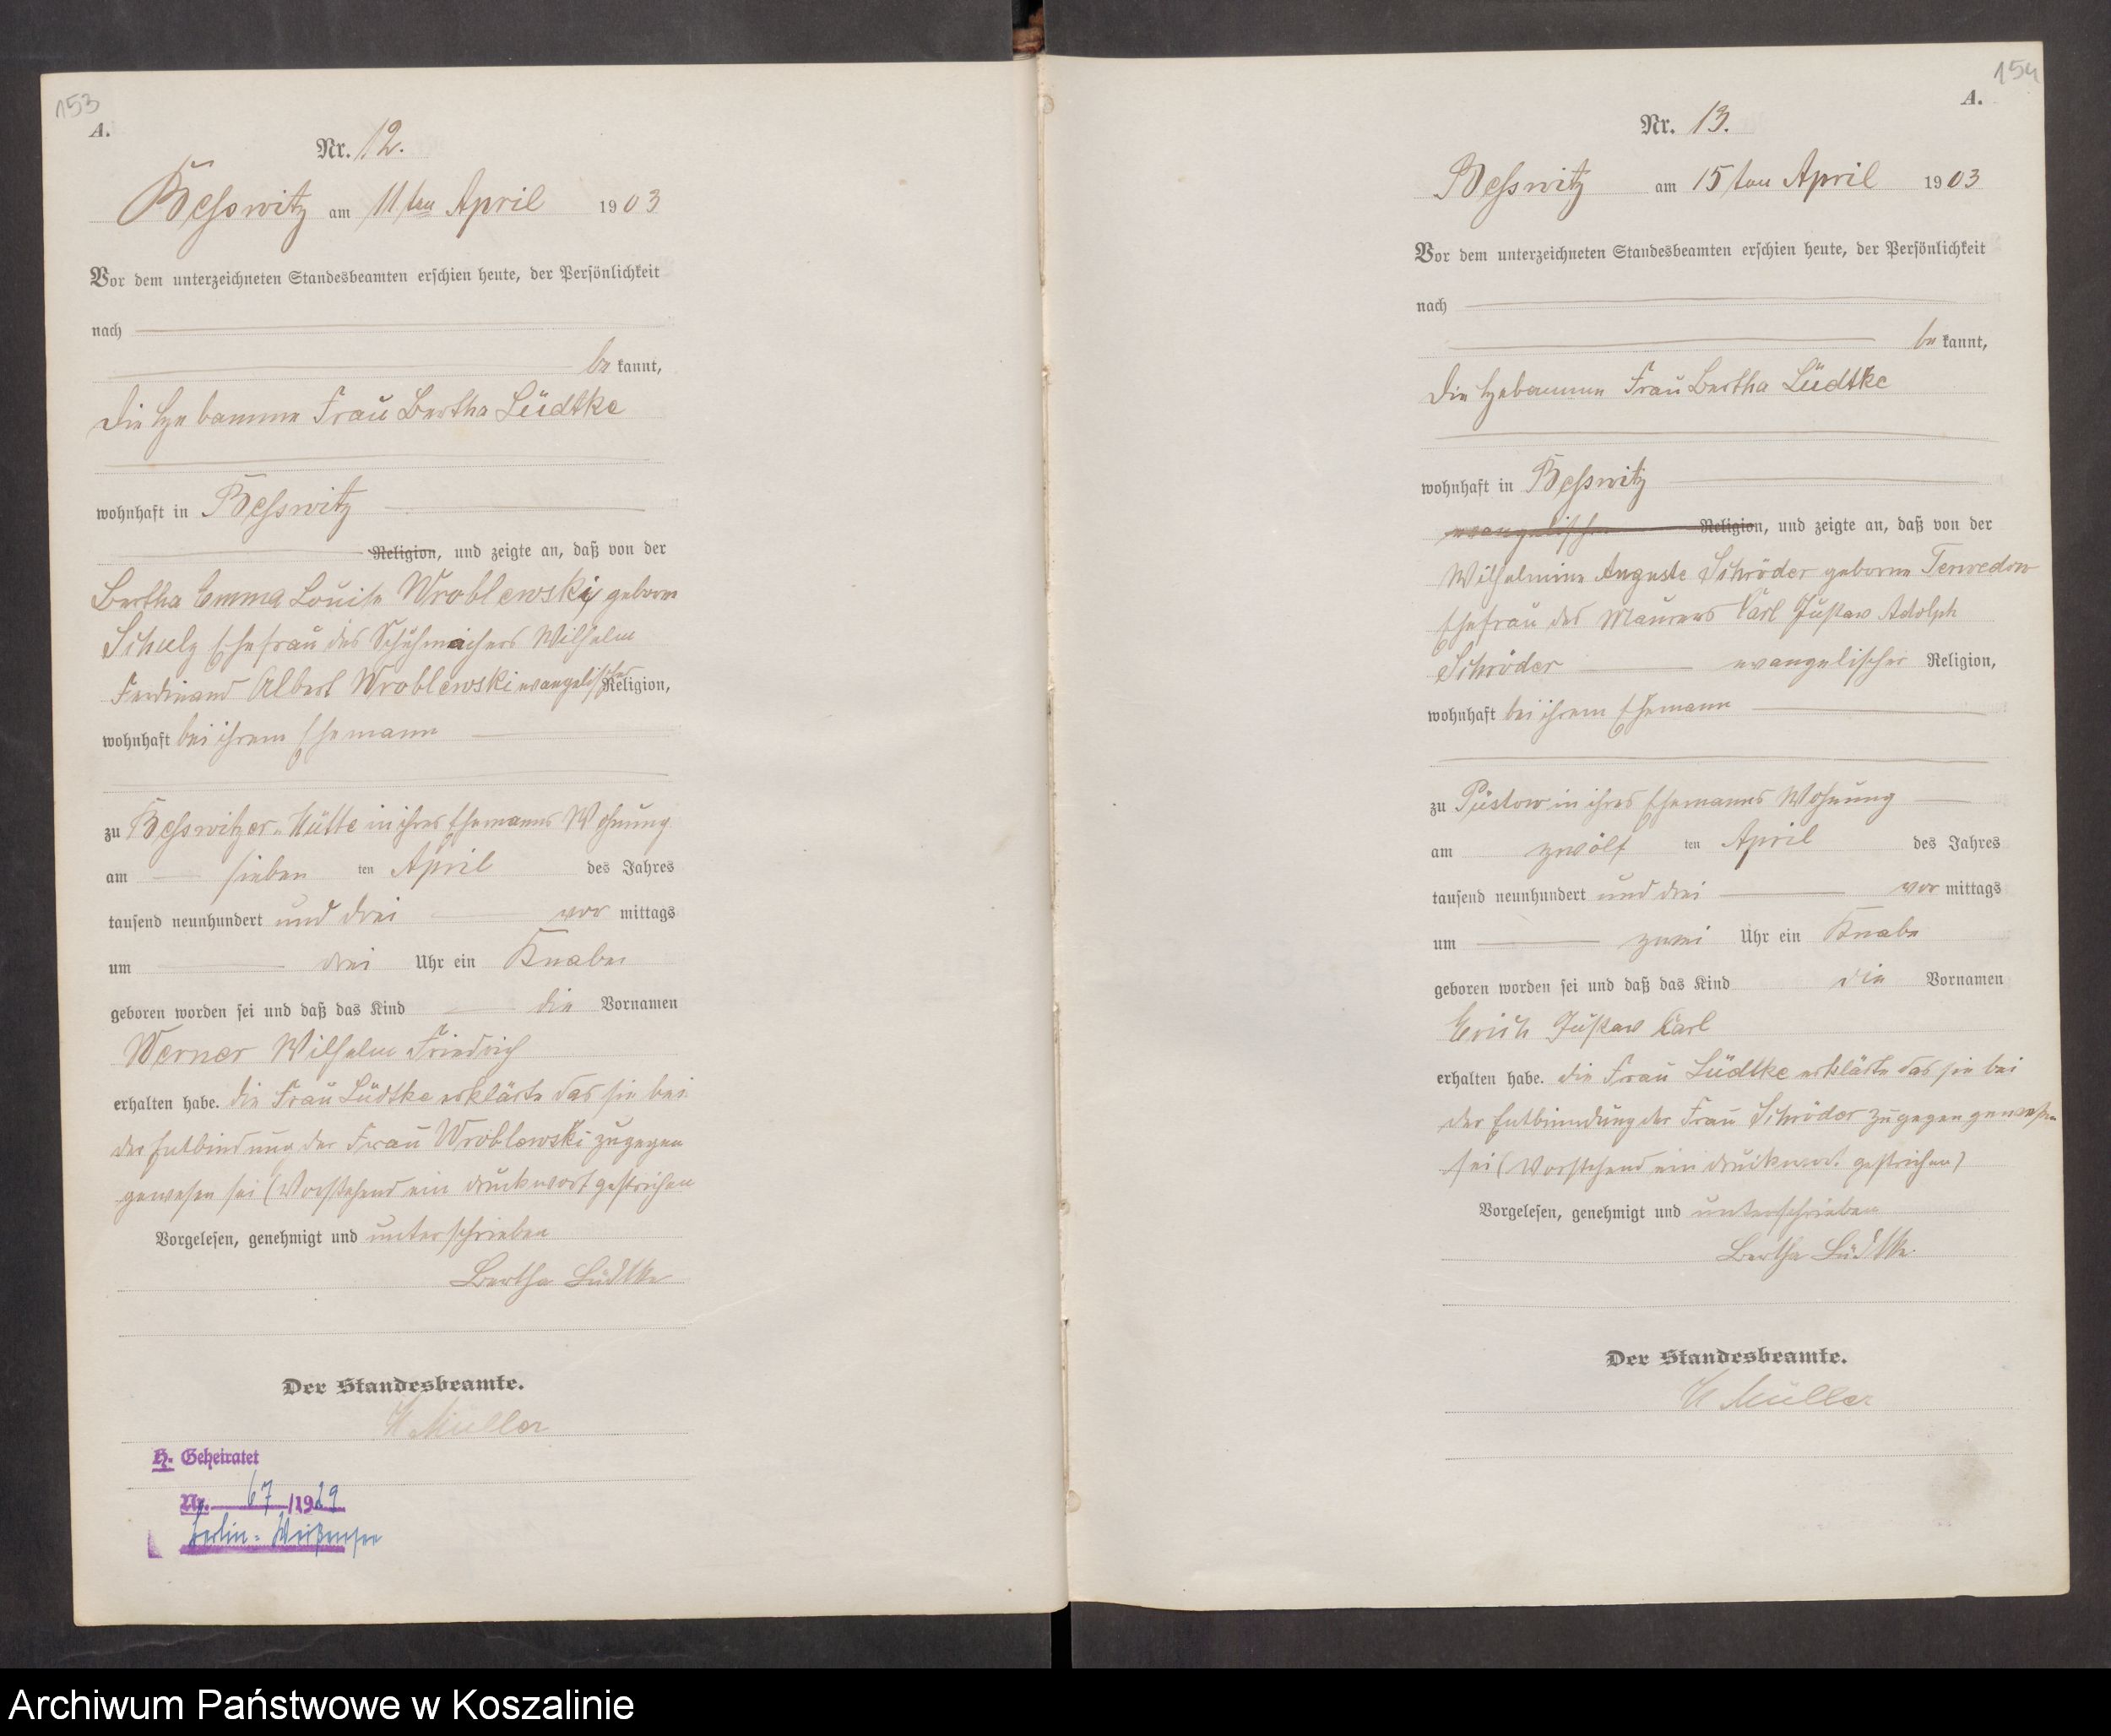 153
A.
Nr. 12.
Besswitz am 11ten April 1903
Vor dem unterzeichneten Standesbeamten erschien heute, der Persönlichkeit
nach
be kannt,
die Hebamme Frau Bertha Lüdtke
wohnhaft in Besswitz
Religion, und zeigte an, daß von der
Bertha Emma Louise Wroblewski geborne
Schulz Ehefrau des Schuhmachers Wilhelm
Ferdinand Albert Wroblewski evangelischer Religion,
wohnhaft bei ihrem Ehemann
zu Besswitzer-Hütte in ihres Ehemanns Wohnung
am sieben ten April des Jahres
tausend neunhundert und drei vor mittags
um drei Uhr ein Knabe
geboren worden sei und daß das Kind die Vornamen
Werner Wilhelm Friedrich
erhalten habe. die Frau Lüdtke erklärte das sie bei
der Entbindung der Frau Wroblewski zugegen
gewesen sei (Vorstehend ein druckwort gestrichen
Vorgelesen, genehmigt und unterschrieben
Bertha Lüdtke
Der Standesbeamte.
Müller
H. Geheiratet
Nr. 67 /1929
Berlin-Weißensee
154
A.
Nr. 13.
Besswitz am 15ten April 1903
Vor dem unterzeichneten Standesbeamten erschien heute, der Persönlichkeit
nach
be kannt,
die Hebamme Frau Bertha Lüdtke
wohnhaft in Besswitz
evangelischer Religion, und zeigte an, daß von der
Wilhelmine Auguste Schröder geborne
Ehefrau des Maurers Carl Gustav Adolph
Schröder evangelischer Religion,
wohnhaft bei ihrem Ehemann
zu Püstow in ihres Ehemanns Wohnung
am zwölf ten April des Jahres
tausend neunhundert und drei vor mittags
um zwei Uhr ein Knabe
geboren worden sei und daß das Kind die Vornamen
Erich Gustav Carl
erhalten habe. die Frau Lüdtke erklärte das sie bei
der Entbindung der Frau Schröder zugegen gewesen
sei (Vorstehend ein druckwort gestrichen)
Vorgelesen, genehmigt und unterschrieben
Bertha Lüdtke.
Der Standesbeamte.
Müller
Archiwum Państwowe w Koszalinie